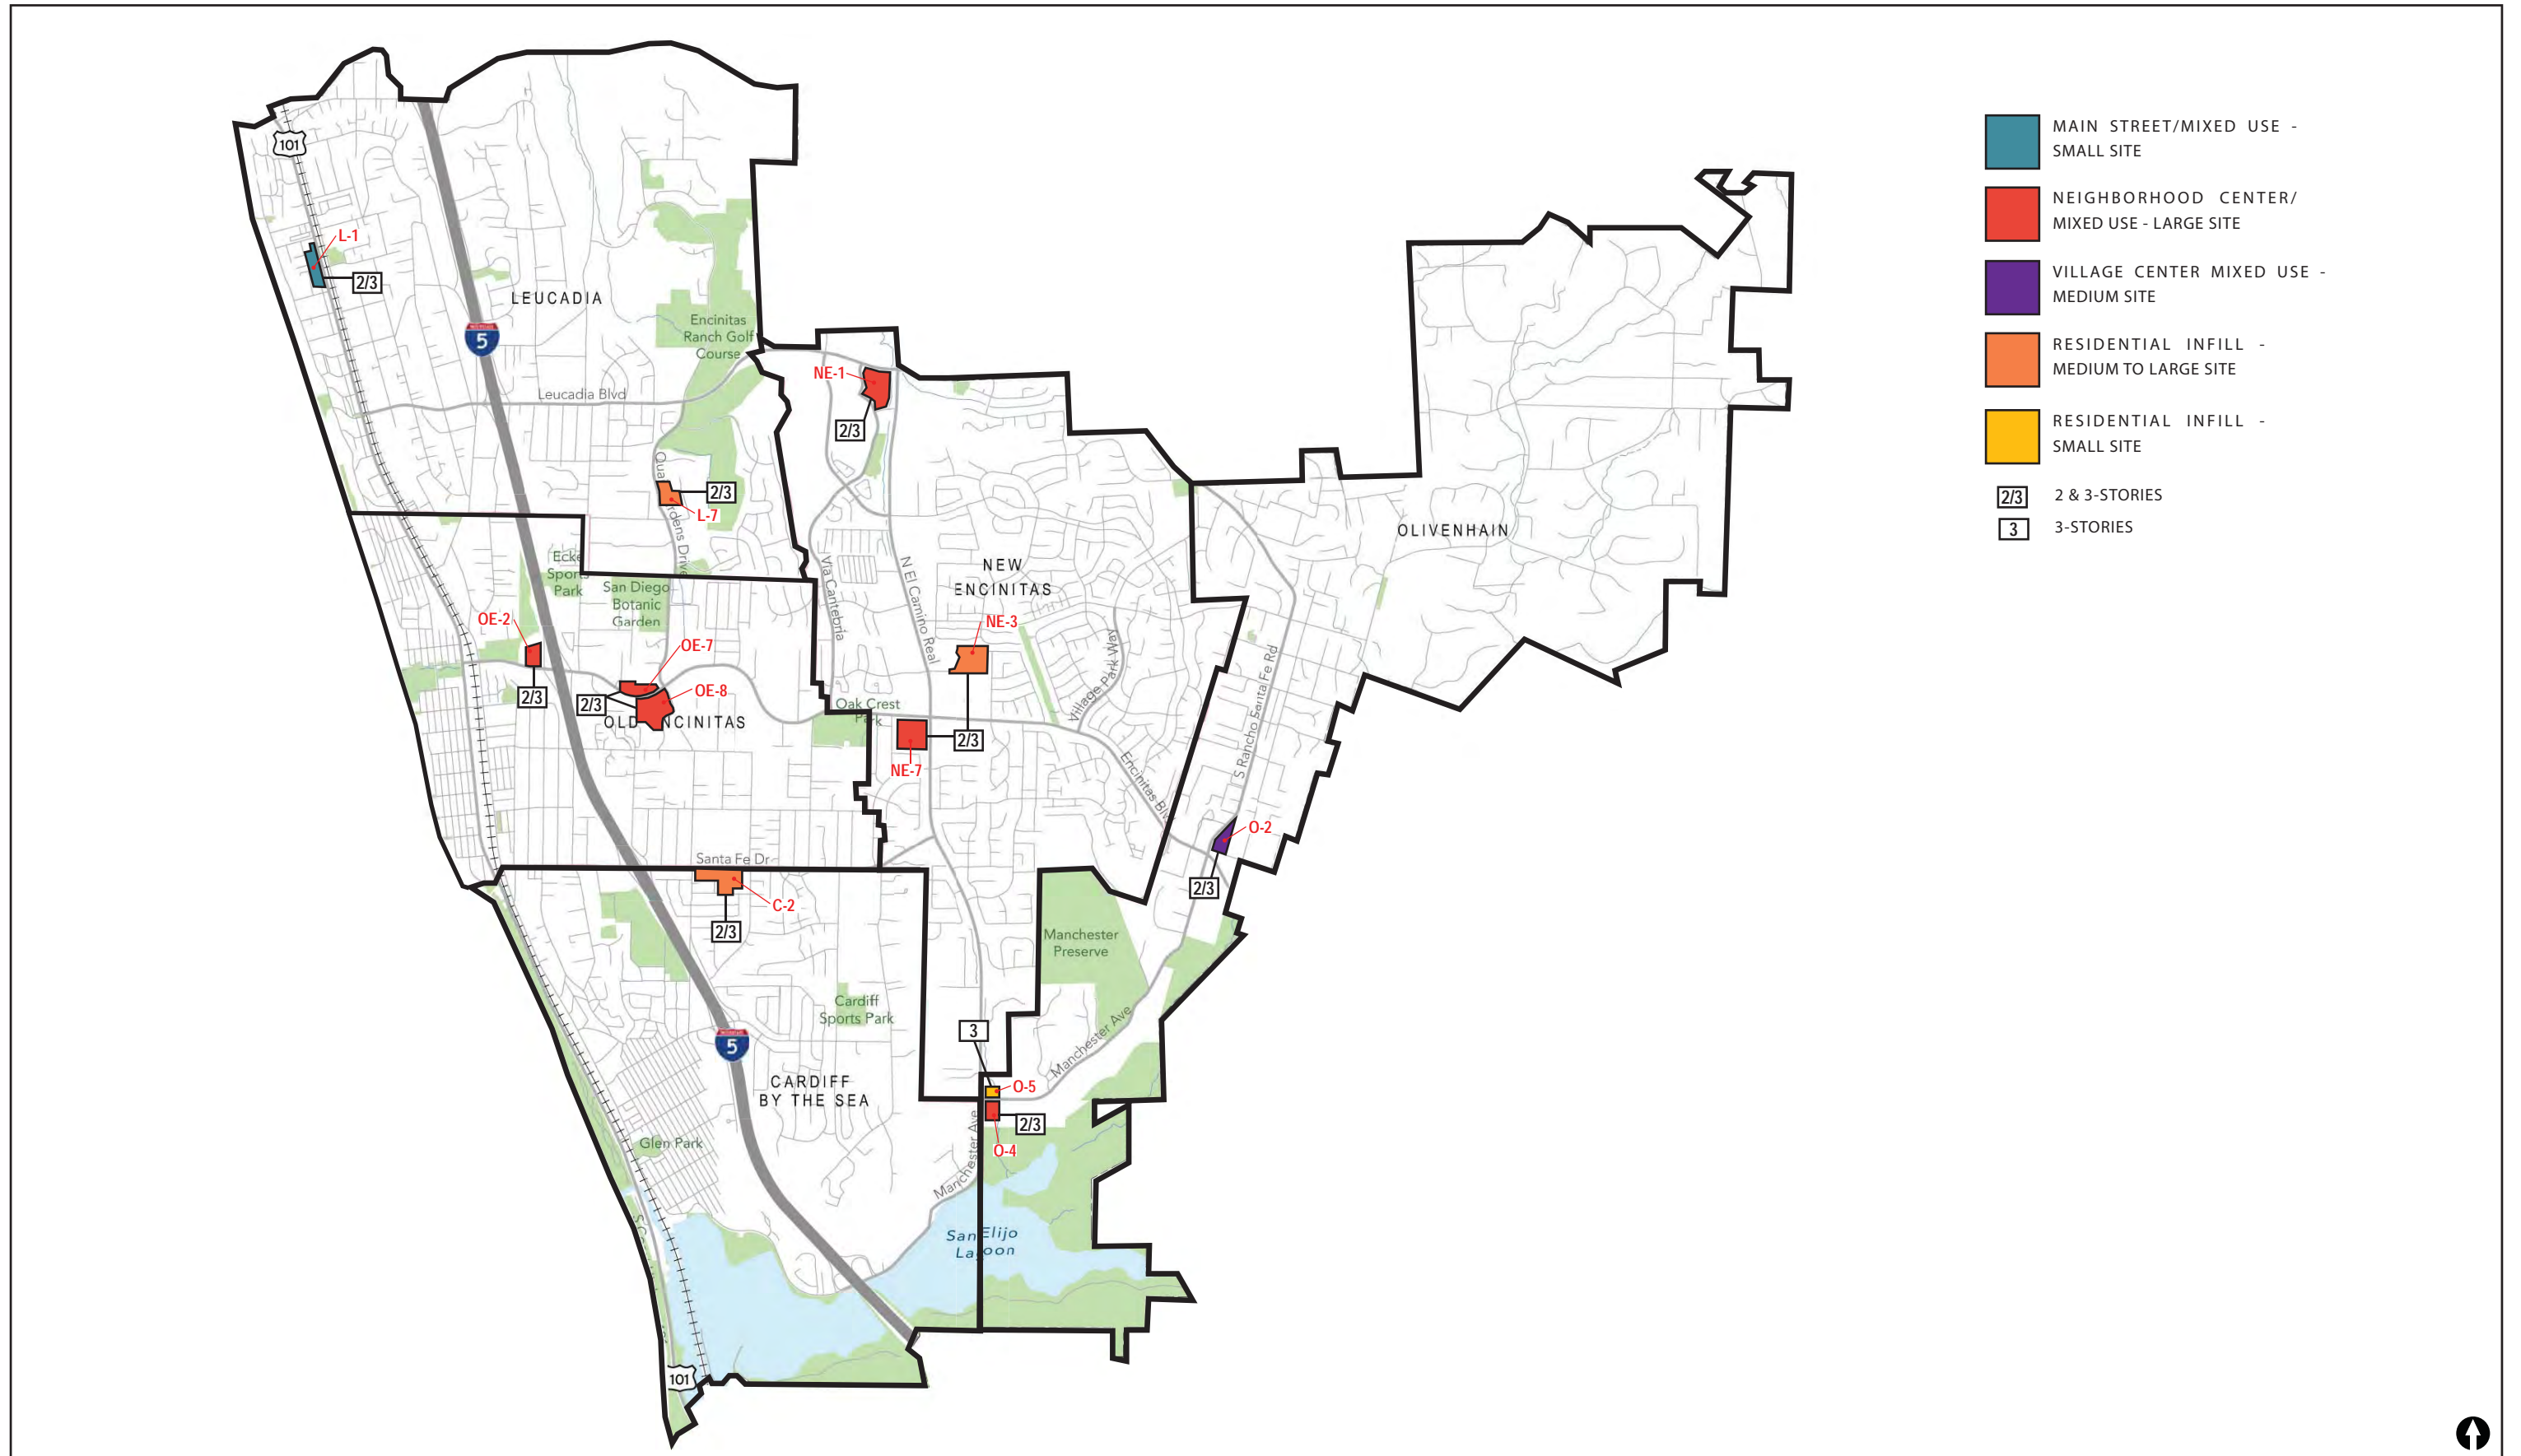 101
L-1
2/3
LEUCADIA
5
Encinitas
Ranch Golf
Course
Leucadia Blvd
NE-1
2/3
2/3
L-7
Via Cantebria
N El Camino Real
NEW
ENCINITAS
OLIVENHAIN
Sports
Park
San Diego
Botanic
Garden
OE-2
2/3
OE-7
OE-8
2/3
OLD ENCINITAS
NE-3
Oak Crest
Park
2/3
NE-7
Village Park Way
Encinitas Blvd
S Rancho Santa Fe Rd
O-2
2/3
Santa Fe Dr
C-2
2/3
Manchester
Preserve
Cardiff
Sports Park
3
5
Manchester Ave
CARDIFF
BY THE SEA
O-5
2/3
O-4
Glen Park
Manchester Ave
San Elijo
Lagoon
101
MAIN STREET/MIXED USE -
SMALL SITE
NEIGHBORHOOD CENTER/
MIXED USE - LARGE SITE
VILLAGE CENTER MIXED USE -
MEDIUM SITE
RESIDENTIAL INFILL -
MEDIUM TO LARGE SITE
RESIDENTIAL INFILL -
SMALL SITE
2/3 2 & 3-STORIES
3 3-STORIES